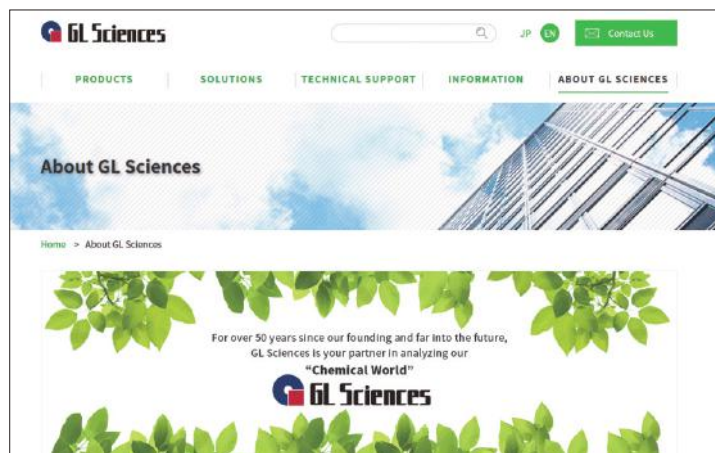 GL Sciences
JP EN Contact Us
PRODUCTS SOLUTIONS TECHNICAL SUPPORT INFORMATION ABOUT GL SCIENCES
About GL Sciences
Home > About GL Sciences
For over 50 years since our founding and far into the future,
GL Sciences is your partner in analyzing our
“Chemical World”
GL Sciences